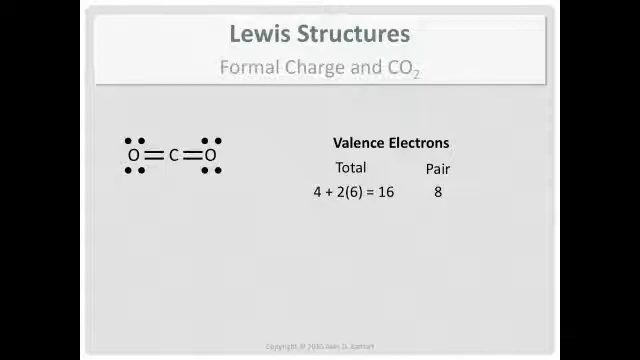 Lewis Structures
Formal Charge and CO₂
O = C = O
Valence Electrons
Total Pair
4 + 2(6) = 16 8